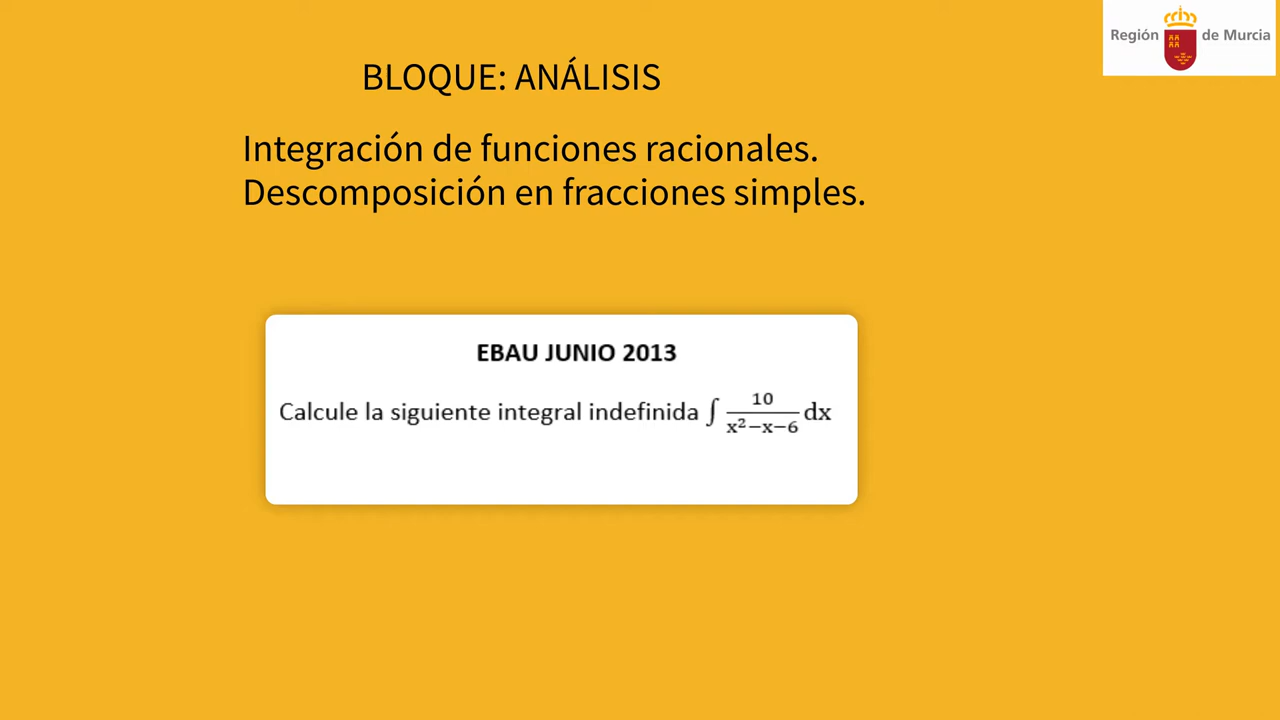 Región de Murcia
BLOQUE: ANÁLISIS
Integración de funciones racionales.
Descomposición en fracciones simples.
EBAU JUNIO 2013
Calcule la siguiente integral indefinida ∫ 10/(x²−x−6) dx